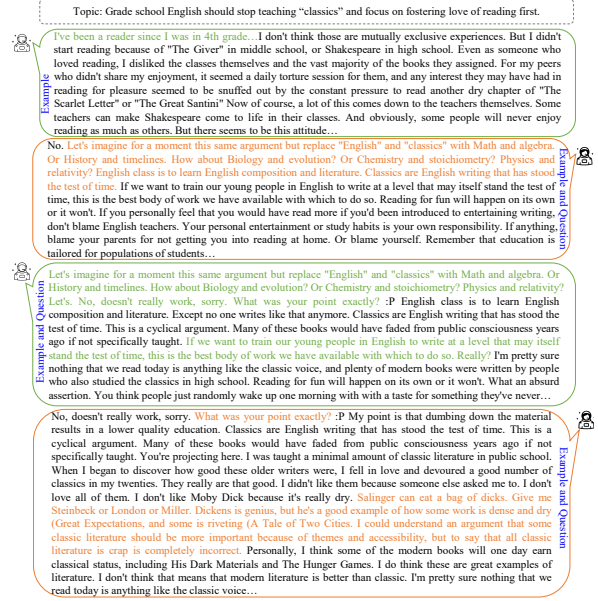 Topic: Grade school English should stop teaching “classics” and focus on fostering love of reading first.
I've been a reader since I was in 4th grade…I don't think those are mutually exclusive experiences. But I didn't
start reading because of "The Giver" in middle school, or Shakespeare in high school. Even as someone who
loved reading, I disliked the classes themselves and the vast majority of the books they assigned. For my peers
who didn't share my enjoyment, it seemed a daily torture session for them, and any interest they may have had in
reading for pleasure seemed to be snuffed out by the constant pressure to read another dry chapter of "The
Scarlet Letter" or "The Great Santini" Now of course, a lot of this comes down to the teachers themselves. Some
teachers can make Shakespeare come to life in their classes. And obviously, some people will never enjoy
reading as much as others. But there seems to be this attitude…
Example
No. Let's imagine for a moment this same argument but replace "English" and "classics" with Math and algebra.
Or History and timelines. How about Biology and evolution? Or Chemistry and stoichiometry? Physics and
relativity? English class is to learn English composition and literature. Classics are English writing that has stood
the test of time. If we want to train our young people in English to write at a level that may itself stand the test of
time, this is the best body of work we have available with which to do so. Reading for fun will happen on its own
or it won't. If you personally feel that you would have read more if you'd been introduced to entertaining writing,
don't blame English teachers. Your personal entertainment or study habits is your own responsibility. If anything,
blame your parents for not getting you into reading at home. Or blame yourself. Remember that education is
tailored for populations of students…
Example and Question
Let's imagine for a moment this same argument but replace "English" and "classics" with Math and algebra. Or
History and timelines. How about Biology and evolution? Or Chemistry and stoichiometry? Physics and relativity?
Let's. No, doesn't really work, sorry. What was your point exactly? :P English class is to learn English
composition and literature. Except no one writes like that anymore. Classics are English writing that has stood the
test of time. This is a cyclical argument. Many of these books would have faded from public consciousness years
ago if not specifically taught. If we want to train our young people in English to write at a level that may itself
stand the test of time, this is the best body of work we have available with which to do so. Really? I'm pretty sure
nothing that we read today is anything like the classic voice, and plenty of modern books were written by people
who also studied the classics in high school. Reading for fun will happen on its own or it won't. What an absurd
assertion. You think people just randomly wake up one morning with with a taste for something they've never…
Example and Question
No, doesn't really work, sorry. What was your point exactly? :P My point is that dumbing down the material
results in a lower quality education. Classics are English writing that has stood the test of time. This is a
cyclical argument. Many of these books would have faded from public consciousness years ago if not
specifically taught. You're projecting here. I was taught a minimal amount of classic literature in public school.
When I began to discover how good these older writers were, I fell in love and devoured a good number of
classics in my twenties. They really are that good. I didn't like them because someone else asked me to. I don't
love all of them. I don't like Moby Dick because it's really dry. Salinger can eat a bag of dicks. Give me
Steinbeck or London or Miller. Dickens is genius, but he's a good example of how some work is dense and dry
(Great Expectations, and some is riveting (A Tale of Two Cities. I could understand an argument that some
classic literature should be more important because of themes and accessibility, but to say that all classic
literature is crap is completely incorrect. Personally, I think some of the modern books will one day earn
classical status, including His Dark Materials and The Hunger Games. I do think these are great examples of
literature. I don't think that means that modern literature is better than classic. I'm pretty sure nothing that we
read today is anything like the classic voice…
Example and Question